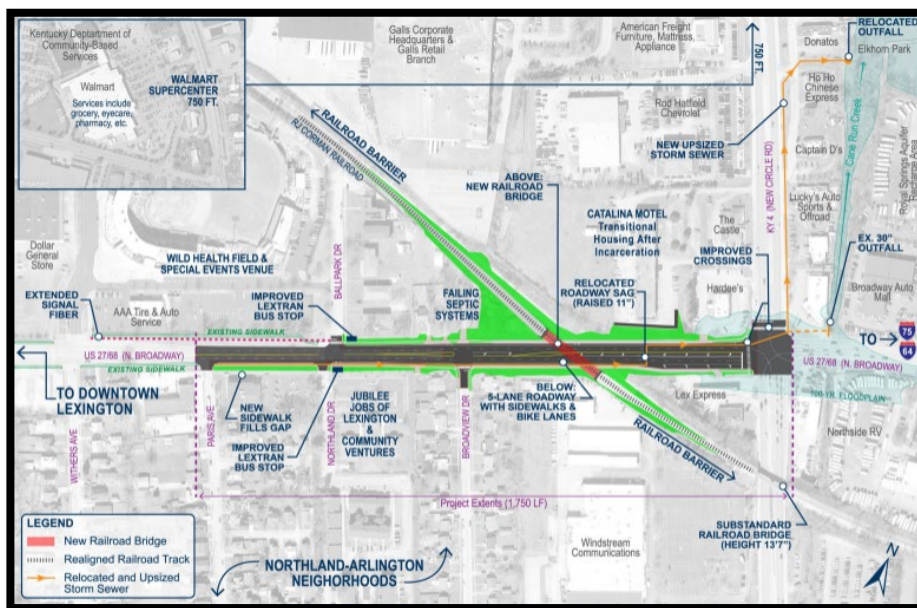 Kentucky Deptartment of
Community-Based
Services
Walmart
Services include
grocery, eyecare,
pharmacy, etc.
WALMART
SUPERCENTER
750 FT.
Galls Corporate
Headquarters &
Galls Retail
Branch
American Freight
Furniture, Mattress,
Appliance
750 FT.
Donatos
RELOCATED
OUTFALL
Elkhorn Park
Ho Ho
Chinese
Express
Rod Hatfield
Chevrolet
NEW UPSIZED
STORM SEWER
Captain D's
Cane Run Creek
Royal Springs Aquifer
Recharge Area
RAILROAD BARRIER
RJ CORMAN RAILROAD
ABOVE:
NEW RAILROAD
BRIDGE
CATALINA MOTEL
Transitional
Housing After
Incarceration
KY 4 (NEW CIRCLE RD)
Lucky's Auto
Sports &
Offroad
The
Castle
IMPROVED
CROSSINGS
EX. 30"
OUTFALL
Dollar
General
Store
WILD HEALTH FIELD &
SPECIAL EVENTS VENUE
BALLPARK DR
FAILING
SEPTIC
SYSTEMS
RELOCATED
ROADWAY SAG
(RAISED 11")
Hardee's
Broadway Auto
Mall
EXTENDED
SIGNAL
FIBER
AAA Tire & Auto
Service
IMPROVED
LEXTRAN
BUS STOP
EXISTING SIDEWALK
TO
75
64
US 27/68 (N. BROADWAY)
US 27/68 (N. BROADWAY)
EXISTING SIDEWALK
TO DOWNTOWN
LEXINGTON
100-YR. FLOODPLAIN
WITHERS AVE
PARIS AVE
NEW
SIDEWALK
FILLS GAP
IMPROVED
LEXTRAN
BUS STOP
NORTHLAND DR
JUBILEE
JOBS OF
LEXINGTON
&
COMMUNITY
VENTURES
BROADVIEW DR
BELOW:
5-LANE ROADWAY
WITH SIDEWALKS &
BIKE LANES
Lex Express
RAILROAD BARRIER
Northside RV
Project Extents (1,750 LF)
SUBSTANDARD
RAILROAD BRIDGE
(HEIGHT 13'7")
Windstream
Communications
NORTHLAND-ARLINGTON
NEIGHORHOODS
LEGEND
New Railroad Bridge
Realigned Railroad Track
Relocated and Upsized
Storm Sewer
N